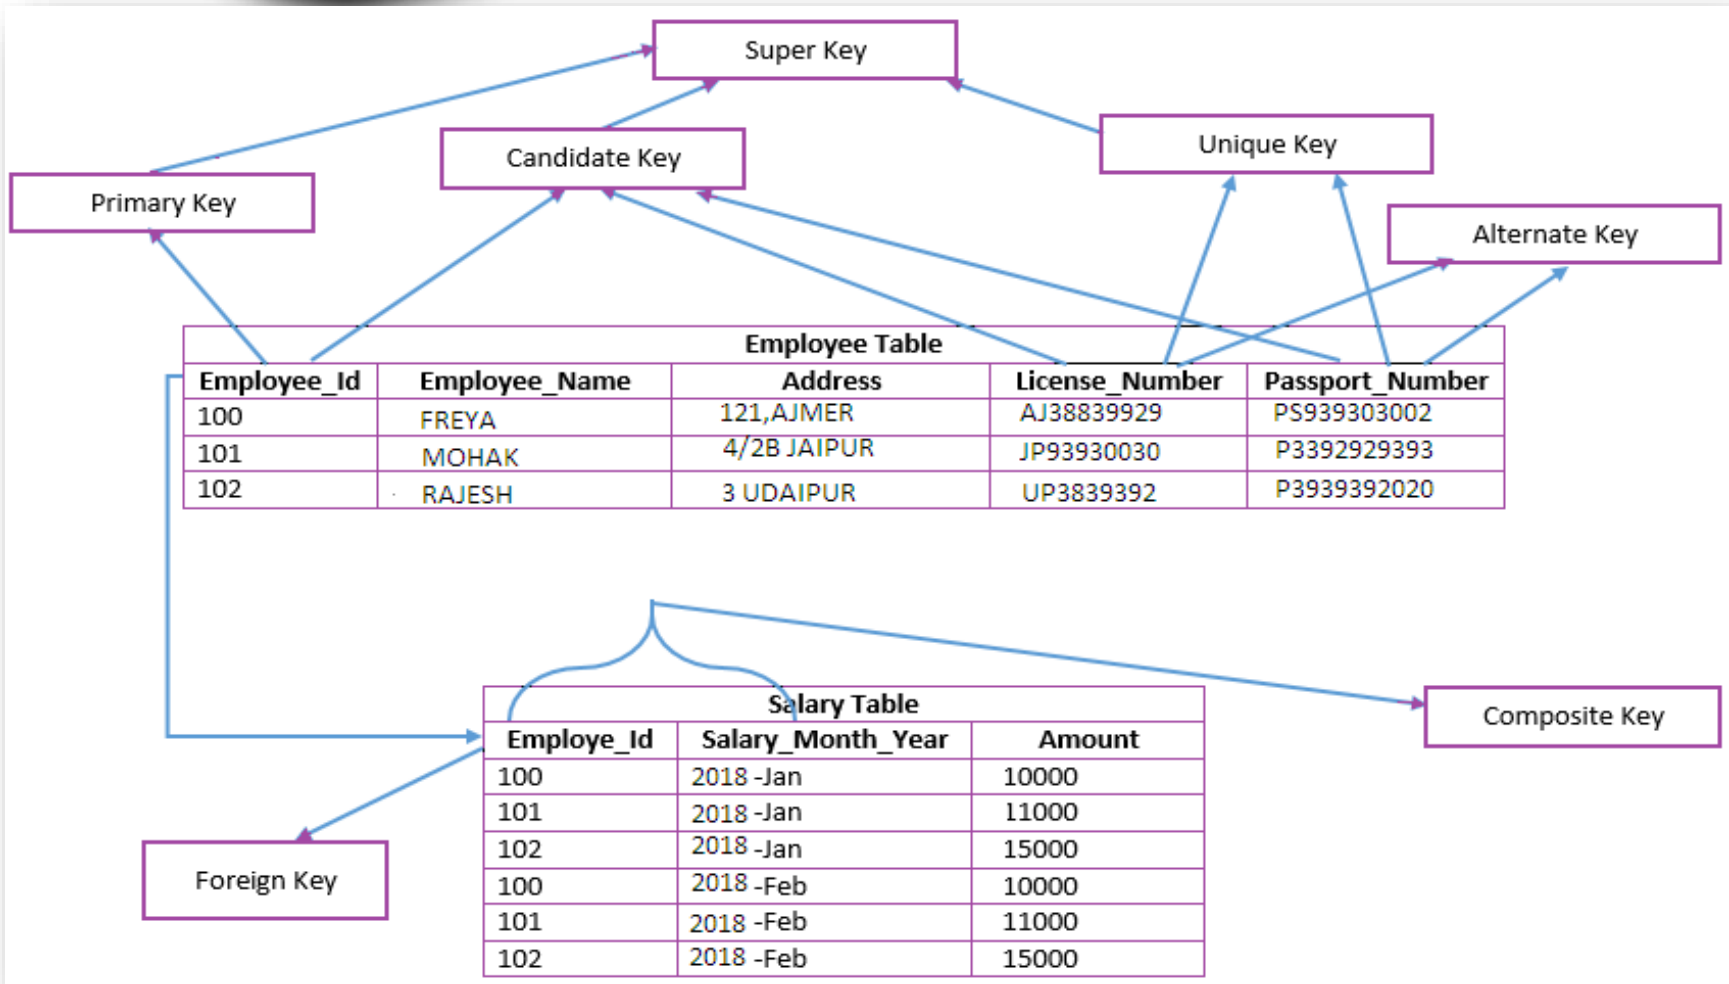 Super Key
Candidate Key
Unique Key
Primary Key
Alternate Key
Employee Table
Employee_Id Employee_Name Address License_Number Passport_Number
100 FREYA 121,AJMER AJ38839929 PS939303002
101 MOHAK 4/2B JAIPUR JP93930030 P3392929393
102 RAJESH 3 UDAIPUR UP3839392 P3939392020
Salary Table
Composite Key
Employe_Id Salary_Month_Year Amount
100 2018 -Jan 10000
101 2018 -Jan 11000
102 2018 -Jan 15000
100 2018 -Feb 10000
101 2018 -Feb 11000
102 2018 -Feb 15000
Foreign Key